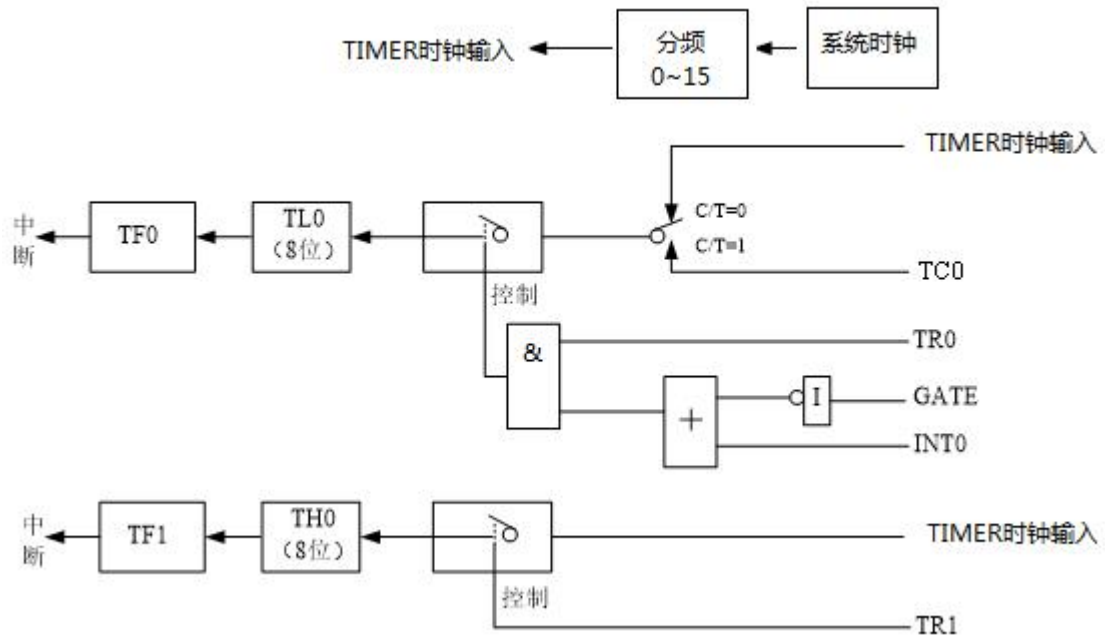 TIMER时钟输入
分频
0~15
系统时钟
TIMER时钟输入
C/T=0
C/T=1
中
断
TF0
TL0
（8位）
TC0
控制
TR0
&
+
I
GATE
INT0
中
断
TF1
TH0
（8位）
TIMER时钟输入
控制
TR1